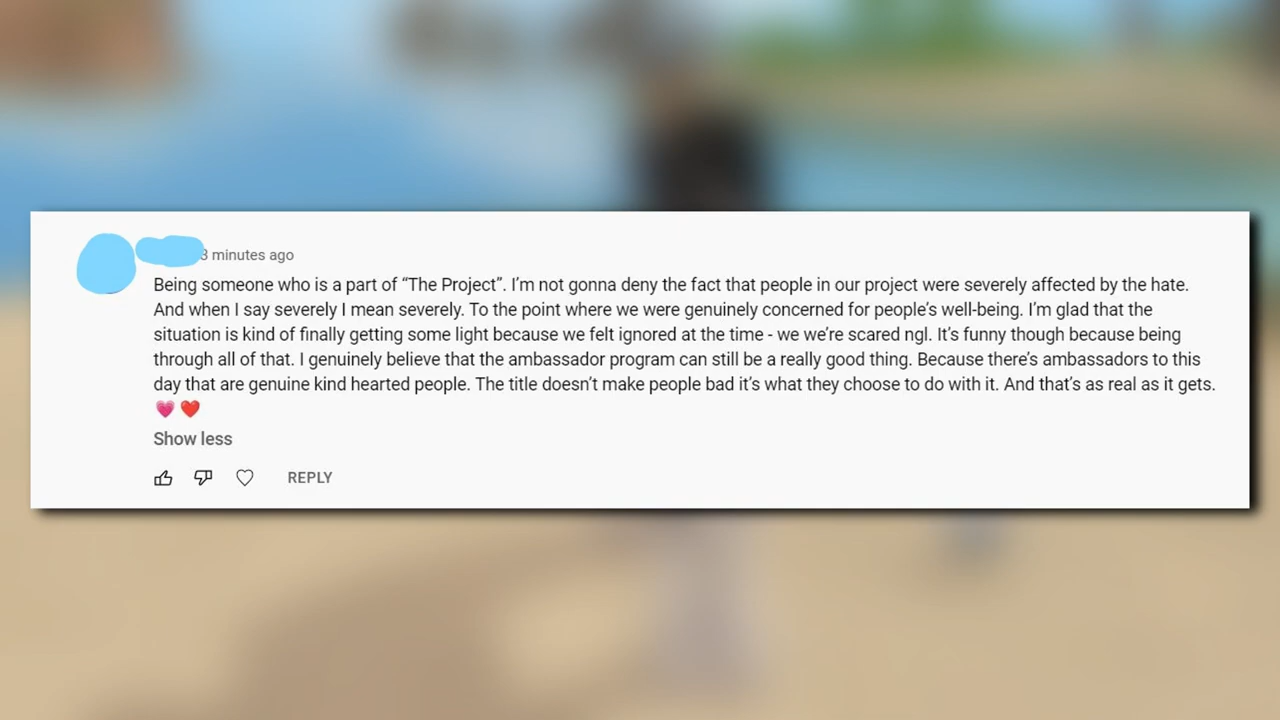 3 minutes ago
Being someone who is a part of “The Project”. I’m not gonna deny the fact that people in our project were severely affected by the hate.
And when I say severely I mean severely. To the point where we were genuinely concerned for people’s well-being. I’m glad that the
situation is kind of finally getting some light because we felt ignored at the time - we we’re scared ngl. It’s funny though because being
through all of that. I genuinely believe that the ambassador program can still be a really good thing. Because there’s ambassadors to this
day that are genuine kind hearted people. The title doesn’t make people bad it’s what they choose to do with it. And that’s as real as it gets.
💗 ❤️
Show less
REPLY